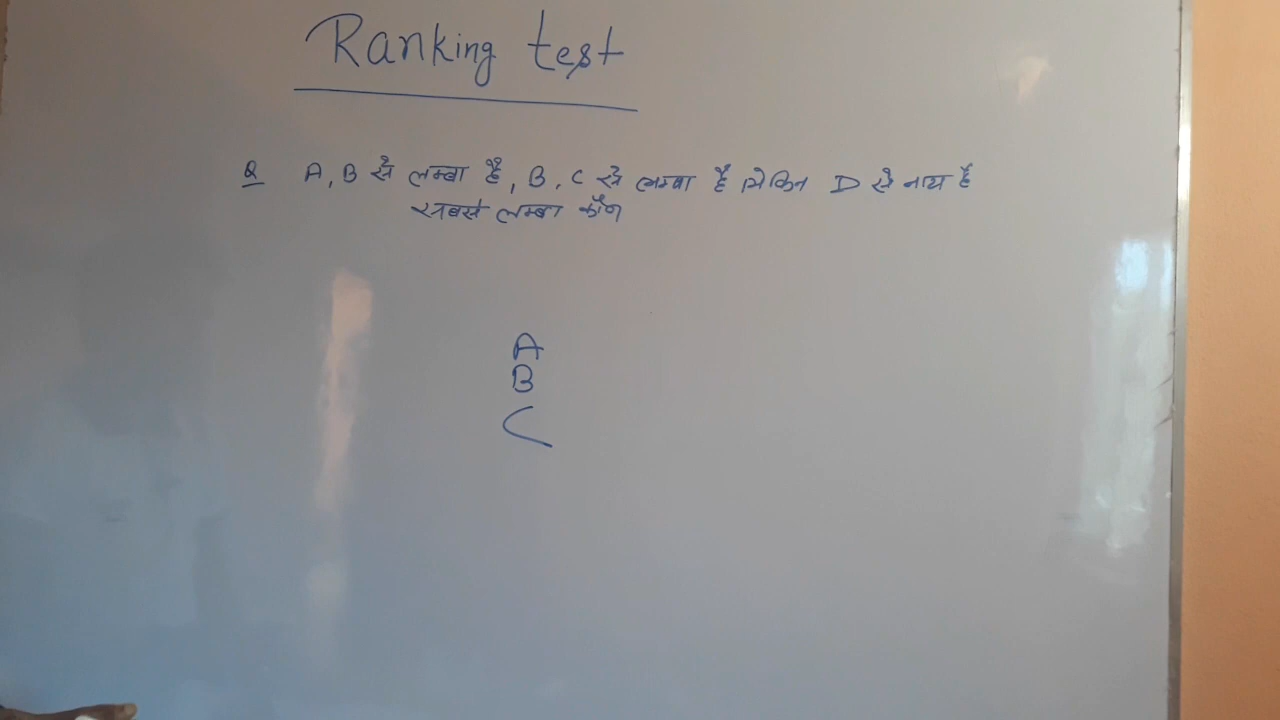 Ranking test
Q A, B से लम्बा है, B, C से लम्बा है लेकिन D से नाटा है
सबसे लम्बा कौन
A
B
C